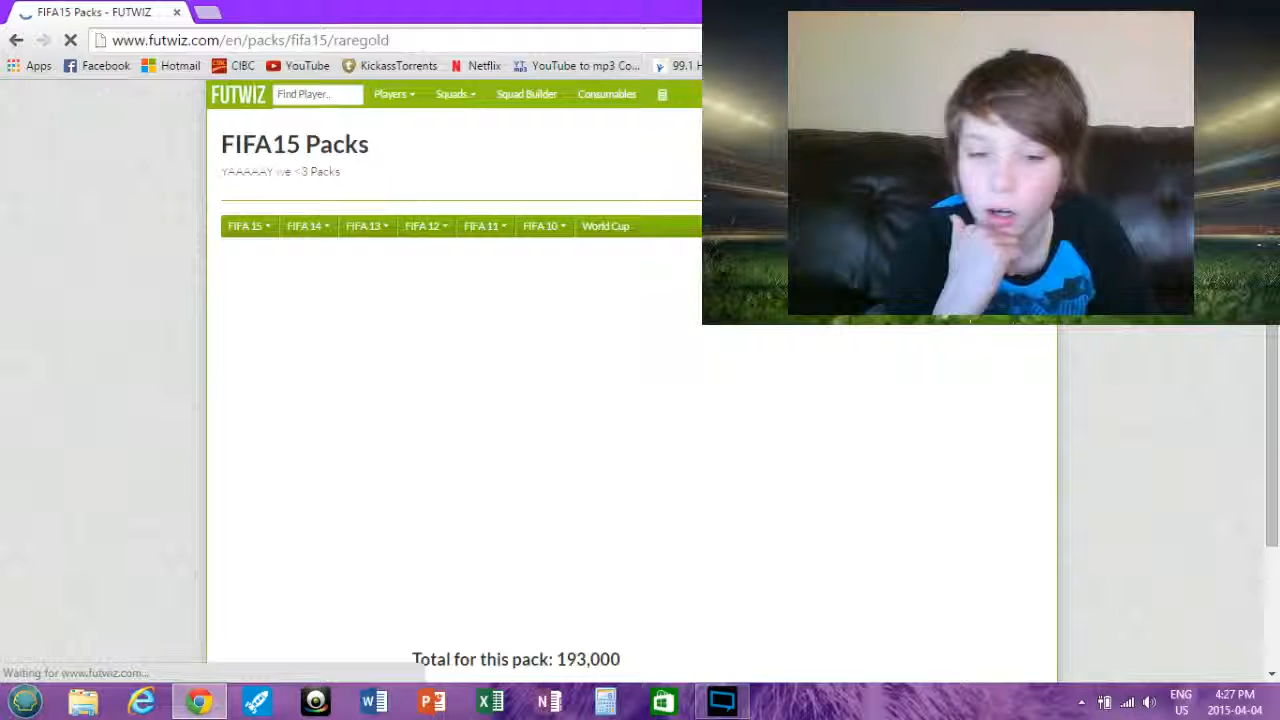 FIFA15 Packs - FUTWIZ
www.futwiz.com/en/packs/fifa15/raregold
Apps Facebook Hotmail CIBC YouTube KickassTorrents Netflix YouTube to mp3 Co... 99.1 H
FUTWIZ Find Player.. Players Squads Squad Builder Consumables
FIFA15 Packs
YAAAAAY we <3 Packs
FIFA 15 FIFA 14 FIFA 13 FIFA 12 FIFA 11 FIFA 10 World Cup
Total for this pack: 193,000
Waiting for www.futwiz.com...
ENG 4:27 PM
US 2015-04-04